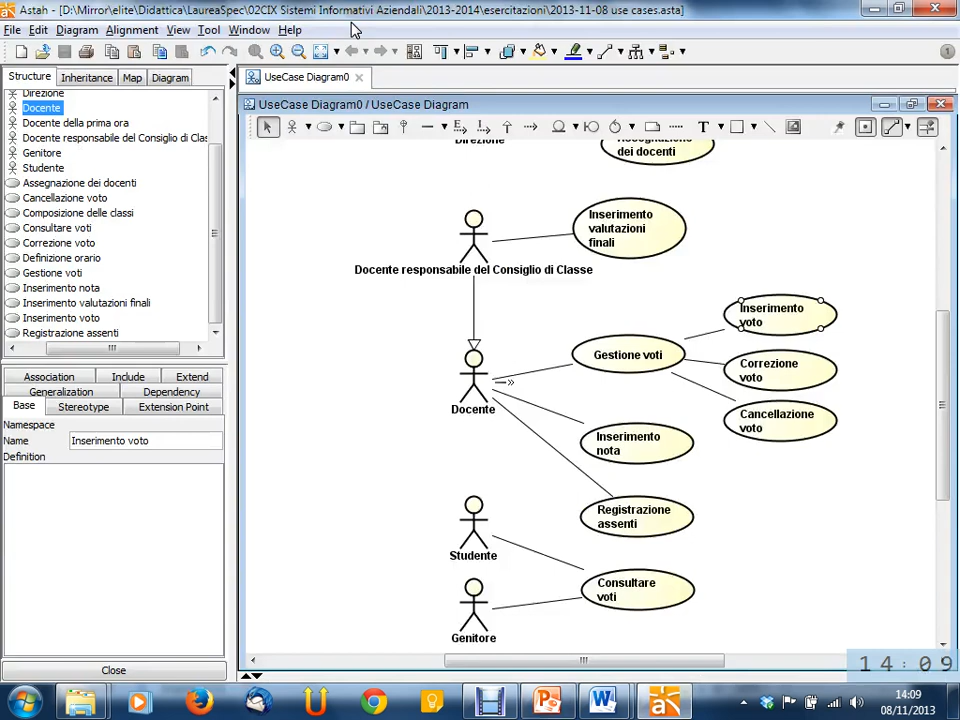 Astah - [D:\Mirror\elite\Didattica\LaureaSpec\02CIX Sistemi Informativi Aziendali\2013-2014\esercitazioni\2013-11-08 use cases.asta]
File Edit Diagram Alignment View Tool Window Help
1
Structure Inheritance Map Diagram
UseCase Diagram0
Direzione
Docente
Docente della prima ora
Docente responsabile del Consiglio di Clas
Genitore
Studente
Assegnazione dei docenti
Cancellazione voto
Composizione delle classi
Consultare voti
Correzione voto
Definizione orario
Gestione voti
Inserimento nota
Inserimento valutazioni finali
Inserimento voto
Registrazione assenti
Association Include Extend
Generalization Dependency
Base Stereotype Extension Point
Namespace
Name Inserimento voto
Definition
Close
UseCase Diagram0 / UseCase Diagram
T
Direzione
Assegnazione
dei docenti
Inserimento
valutazioni
finali
Docente responsabile del Consiglio di Classe
Inserimento
voto
Gestione voti
Correzione
voto
Docente
Cancellazione
voto
Inserimento
nota
Registrazione
assenti
Studente
Consultare
voti
Genitore
14:09
14:09
08/11/2013